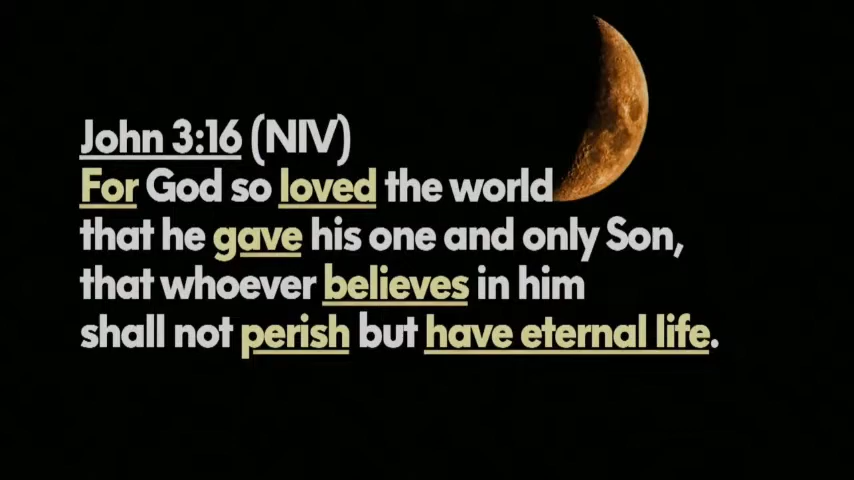 John 3:16 (NIV)
For God so loved the world
that he gave his one and only Son,
that whoever believes in him
shall not perish but have eternal life.